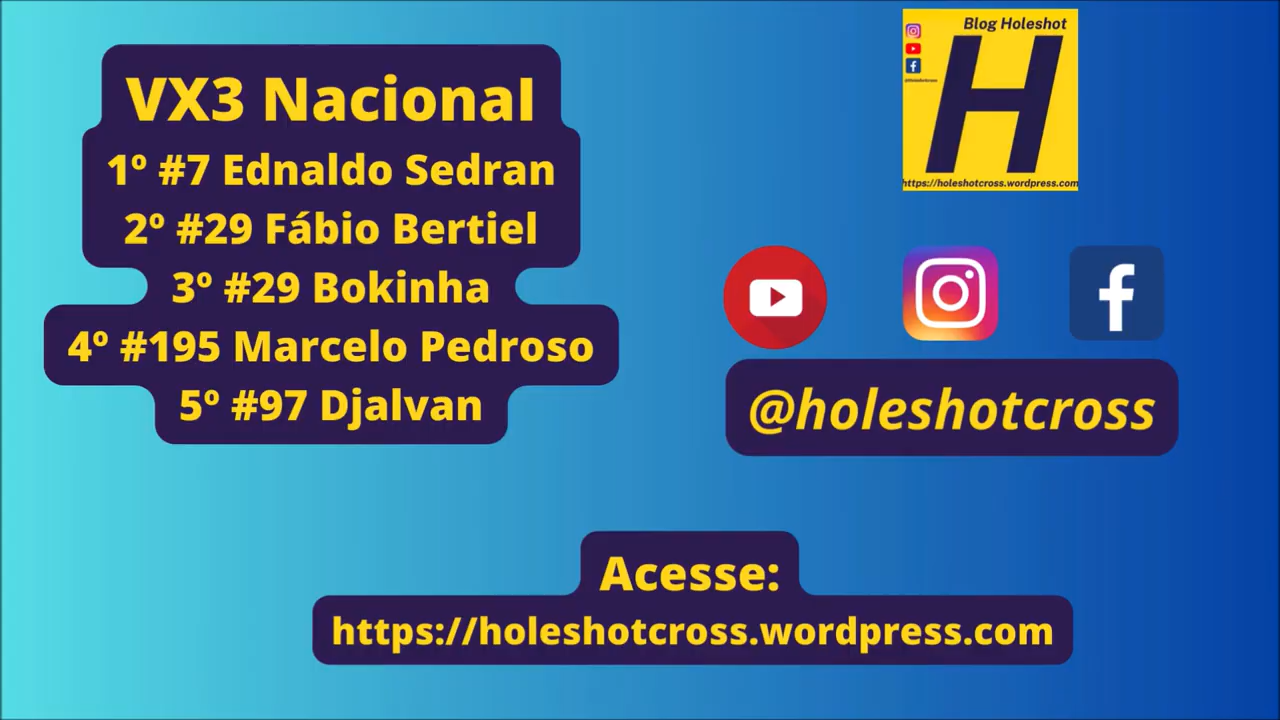 VX3 Nacional
1º #7 Ednaldo Sedran
2º #29 Fábio Bertiel
3º #29 Bokinha
4º #195 Marcelo Pedroso
5º #97 Djalvan
Blog Holeshot
H
@holeshotcross
https://holeshotcross.wordpress.com
@holeshotcross
Acesse:
https://holeshotcross.wordpress.com